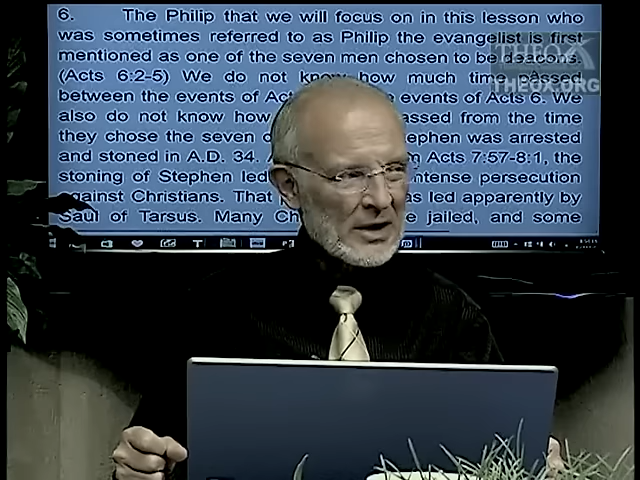 6. The Philip that we will focus on in this lesson who
was sometimes referred to as Philip the evangelist is first
mentioned as one of the seven men chosen to be deacons.
(Acts 6:2-5) We do not know how much time passed
between the events of Act events of Acts 6. We
also do not know how assed from the time
they chose the seven ephen was arrested
and stoned in A.D. 34. Acts 7:57-8:1, the
stoning of Stephen led intense persecution
against Christians. That led apparently by
Saul of Tarsus. Many Ch jailed, and some
THEOX
THEOX.ORG